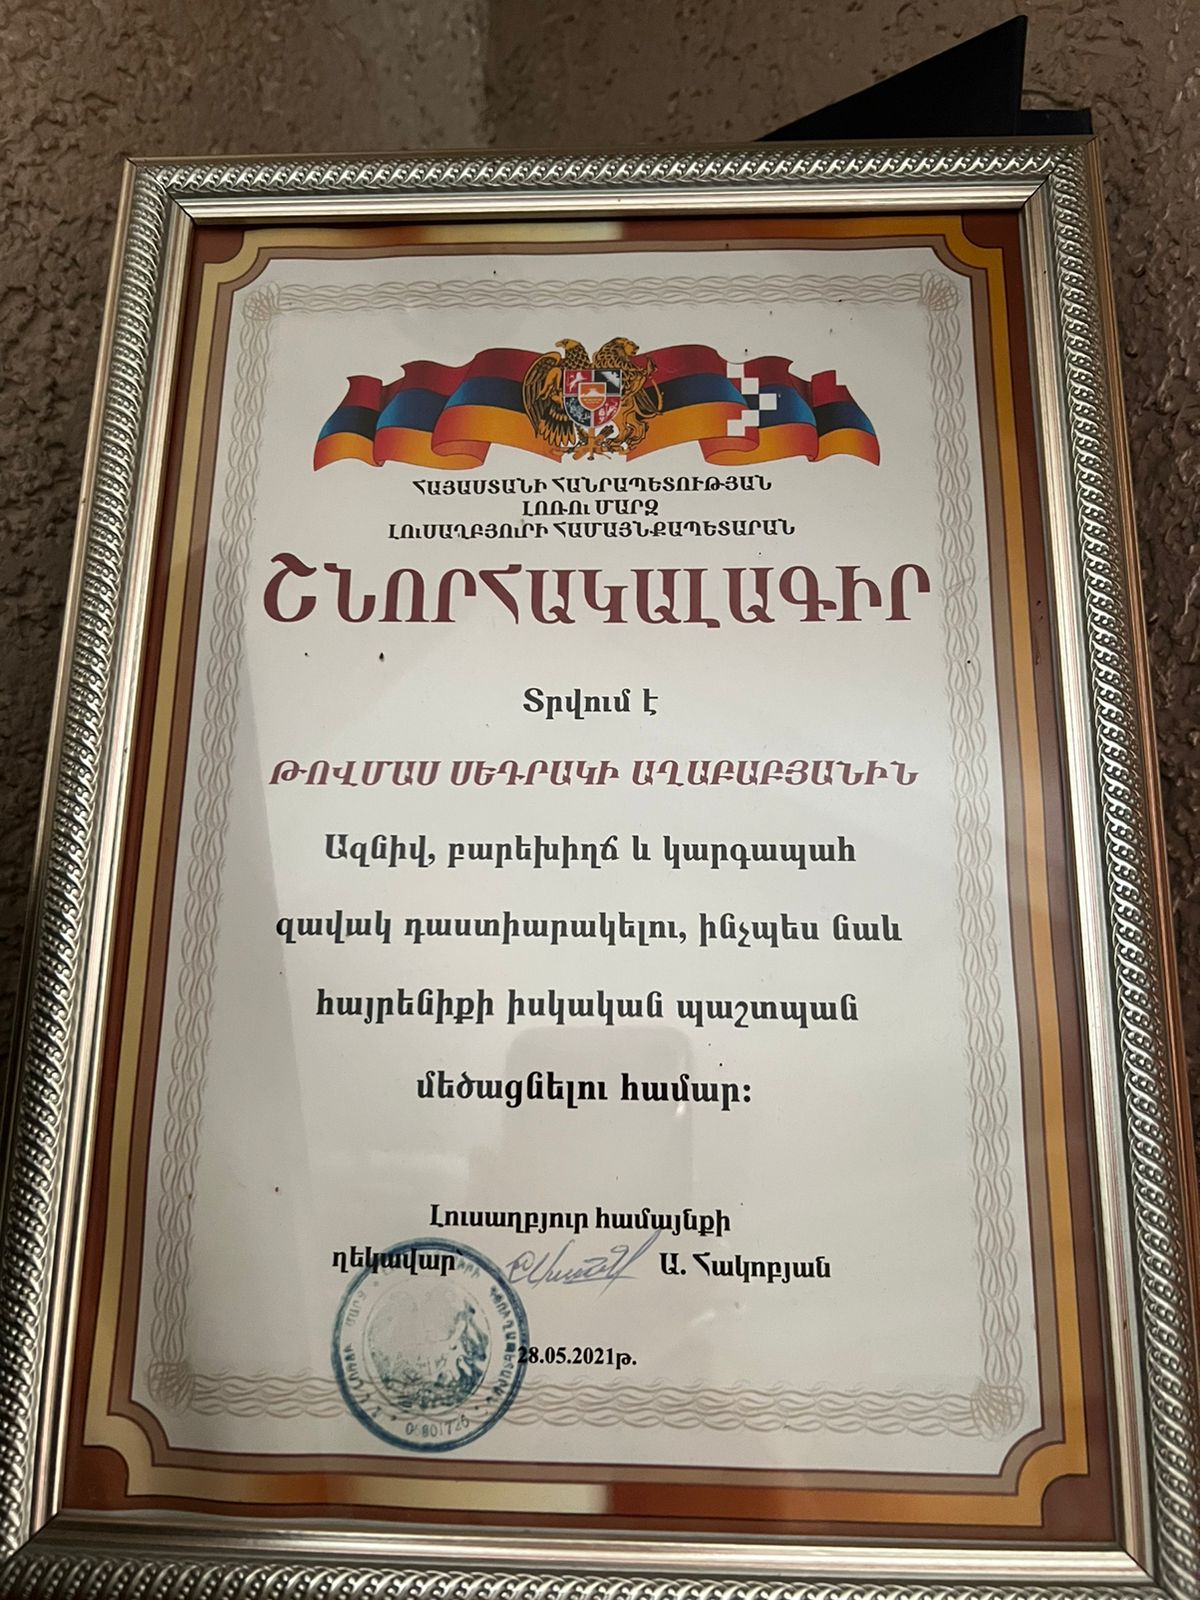 ՀԱՅԱՍՏԱՆԻ ՀԱՆՐԱՊԵՏՈՒԹՅԱՆ
ԼՈՌՈՒ ՄԱՐԶ
ԼՈՒՍԱՂԲՅՈՒՐԻ ՀԱՄԱՅՆՔԱՊԵՏԱՐԱՆ
ՇՆՈՐՀԱԿԱԼԱԳԻՐ
Տրվում է
ԹՈՎՄԱՍ ՍԵԴՐԱԿԻ ԱՂԱԲԱԲՅԱՆԻՆ
Ազնիվ, բարեխիղճ և կարգապահ
զավակ դաստիարակելու, ինչպես նաև
հայրենիքի իսկական պաշտպան
մեծացնելու համար:
Լուսաղբյուր համայնքի
ղեկավար՝ Ա. Հակոբյան
28.05.2021թ.